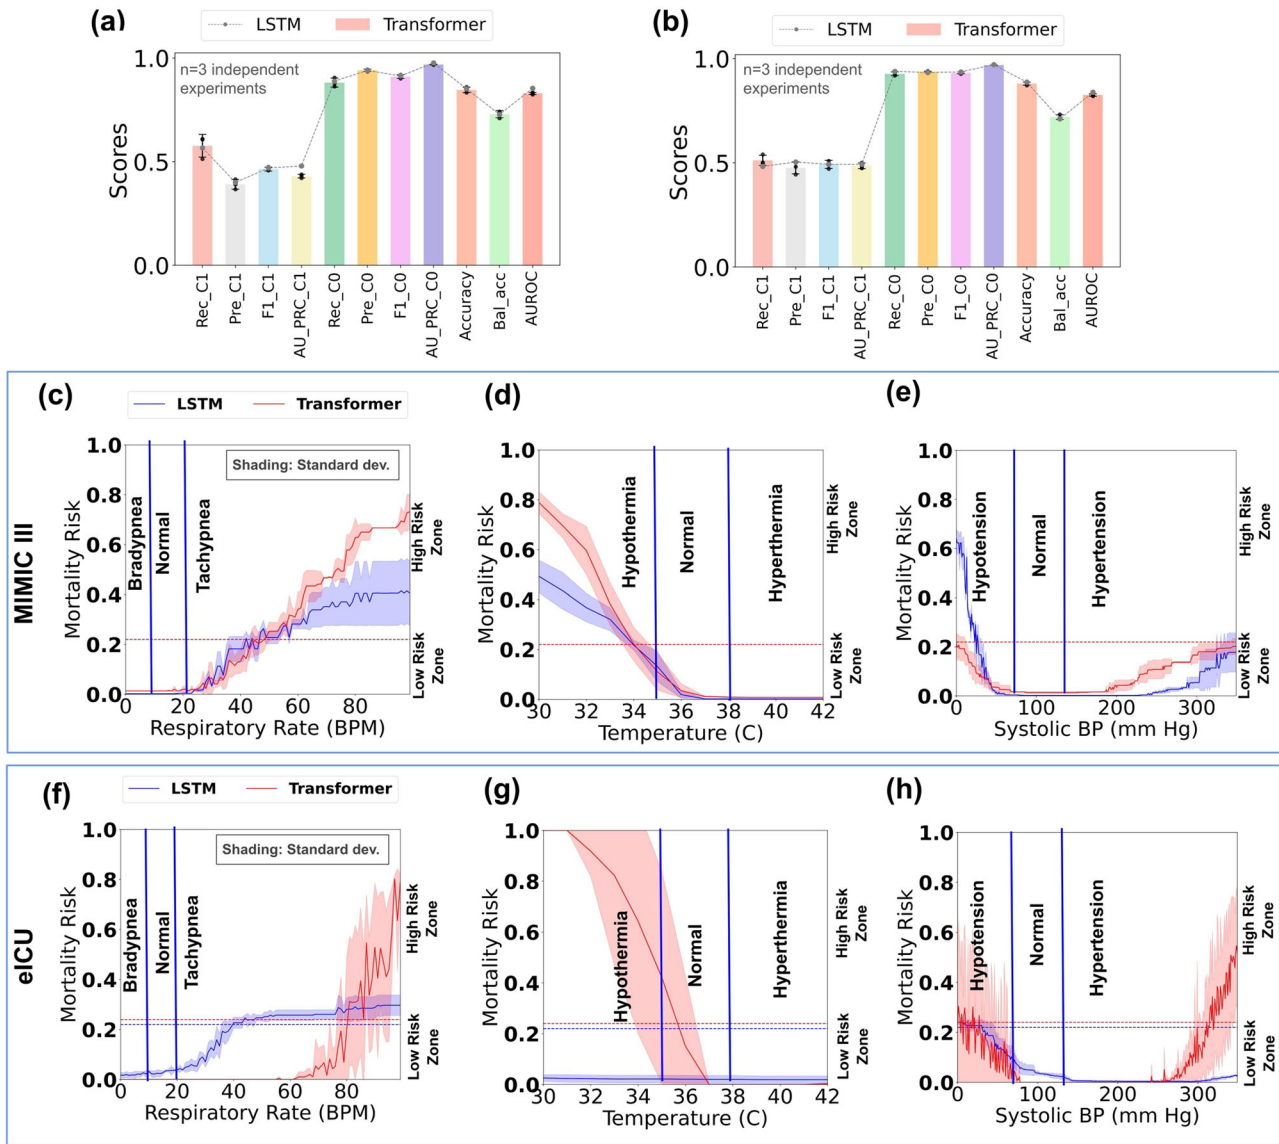 (a)
LSTM
Transformer
n=3 independent
experiments
Scores
1.0
0.5
0.0
Rec_C1
Pre_C1
F1_C1
AU_PRC_C1
Rec_C0
Pre_C0
F1_C0
AU_PRC_C0
Accuracy
Bal_acc
AUROC
(b)
LSTM
Transformer
n=3 independent
experiments
Scores
1.0
0.5
0.0
Rec_C1
Pre_C1
F1_C1
AU_PRC_C1
Rec_C0
Pre_C0
F1_C0
AU_PRC_C0
Accuracy
Bal_acc
AUROC
MIMIC III
(c)
LSTM
Transformer
Shading: Standard dev.
Mortality Risk
1.0
0.8
0.6
0.4
0.2
0.0
Bradypnea
Normal
Tachypnea
High Risk
Zone
Low Risk
Zone
0 20 40 60 80
Respiratory Rate (BPM)
(d)
Mortality Risk
1.0
0.8
0.6
0.4
0.2
0.0
Hypothermia
Normal
Hyperthermia
High Risk
Zone
Low Risk
Zone
30 32 34 36 38 40 42
Temperature (C)
(e)
Mortality Risk
1.0
0.8
0.6
0.4
0.2
0.0
Hypotension
Normal
Hypertension
High Risk
Zone
Low Risk
Zone
0 100 200 300
Systolic BP (mm Hg)
eICU
(f)
LSTM
Transformer
Shading: Standard dev.
Mortality Risk
1.0
0.8
0.6
0.4
0.2
0.0
Bradypnea
Normal
Tachypnea
High Risk
Zone
Low Risk
Zone
0 20 40 60 80
Respiratory Rate (BPM)
(g)
Mortality Risk
1.0
0.8
0.6
0.4
0.2
0.0
Hypothermia
Normal
Hyperthermia
High Risk
Zone
Low Risk
Zone
30 32 34 36 38 40 42
Temperature (C)
(h)
Mortality Risk
1.0
0.8
0.6
0.4
0.2
0.0
Hypotension
Normal
Hypertension
High Risk
Zone
Low Risk
Zone
0 100 200 300
Systolic BP (mm Hg)